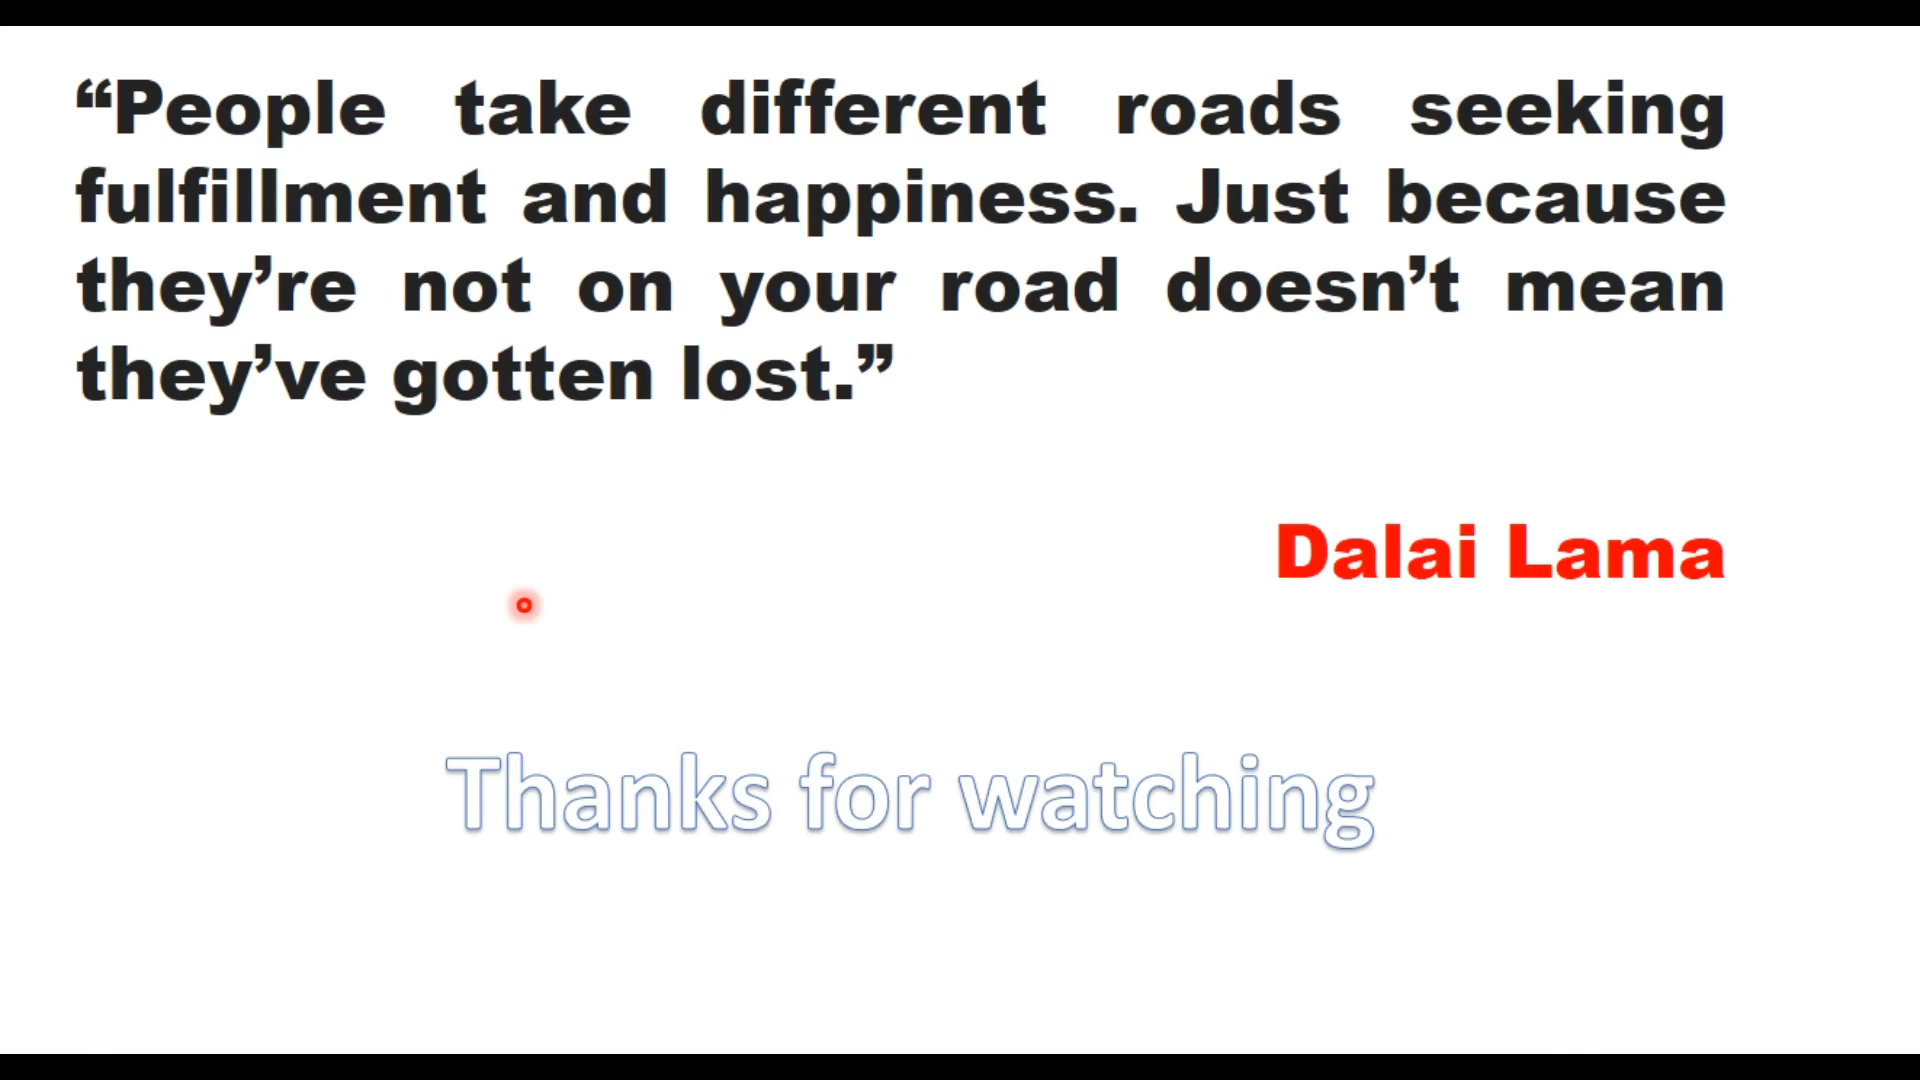 “People take different roads seeking
fulfillment and happiness. Just because
they’re not on your road doesn’t mean
they’ve gotten lost.”
Dalai Lama
Thanks for watching